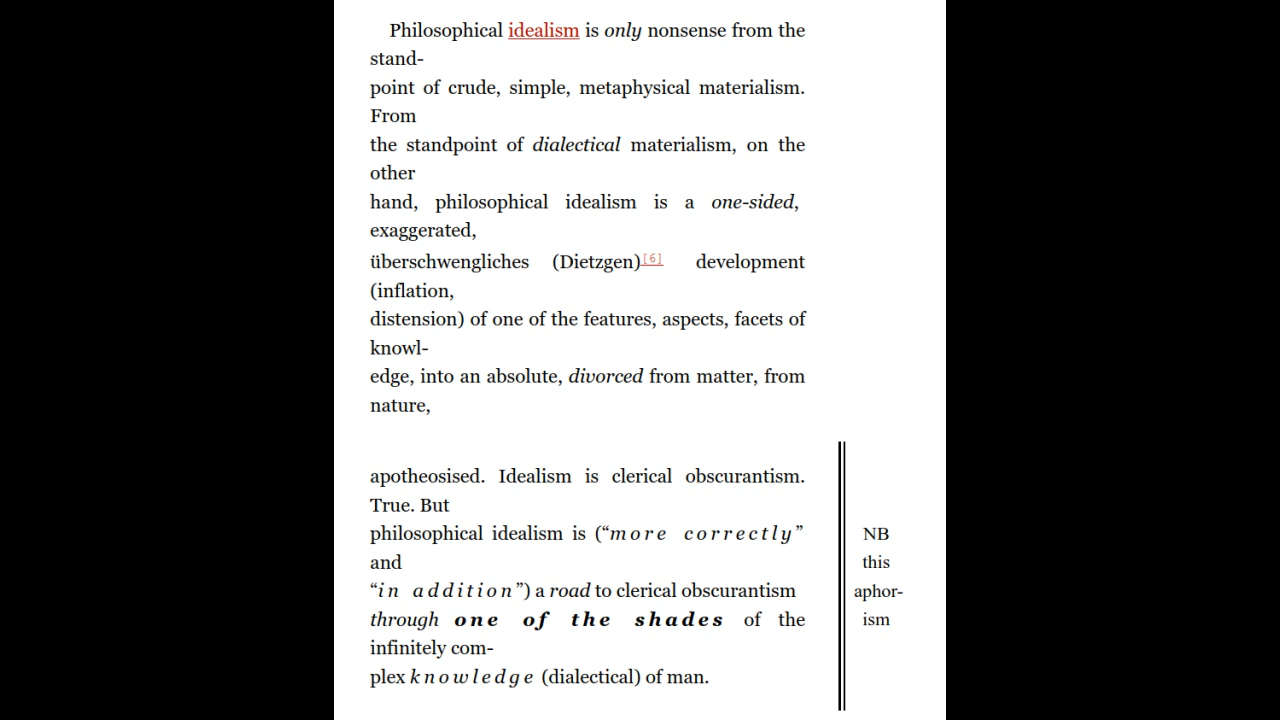 Philosophical idealism is only nonsense from the
stand-
point of crude, simple, metaphysical materialism.
From
the standpoint of dialectical materialism, on the
other
hand, philosophical idealism is a one-sided,
exaggerated,
überschwengliches (Dietzgen)[6] development
(inflation,
distension) of one of the features, aspects, facets of
knowl-
edge, into an absolute, divorced from matter, from
nature,
apotheosised. Idealism is clerical obscurantism.
True. But
philosophical idealism is (“more correctly”
and
“in addition”) a road to clerical obscurantism
through one of the shades of the
infinitely com-
plex knowledge (dialectical) of man.
NB
this
aphor-
ism